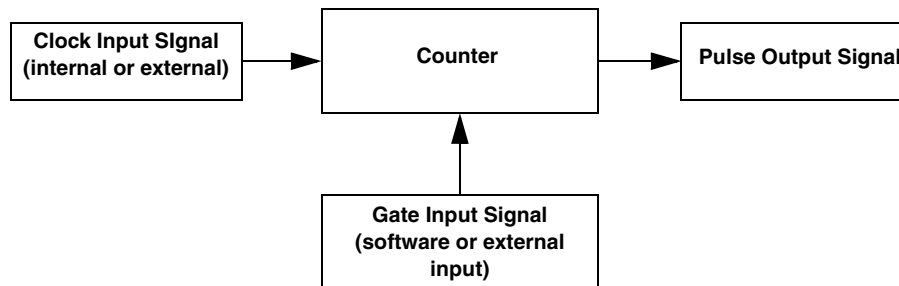 Clock Input SIgnal
(internal or external)
Counter
Pulse Output Signal
Gate Input Signal
(software or external
input)